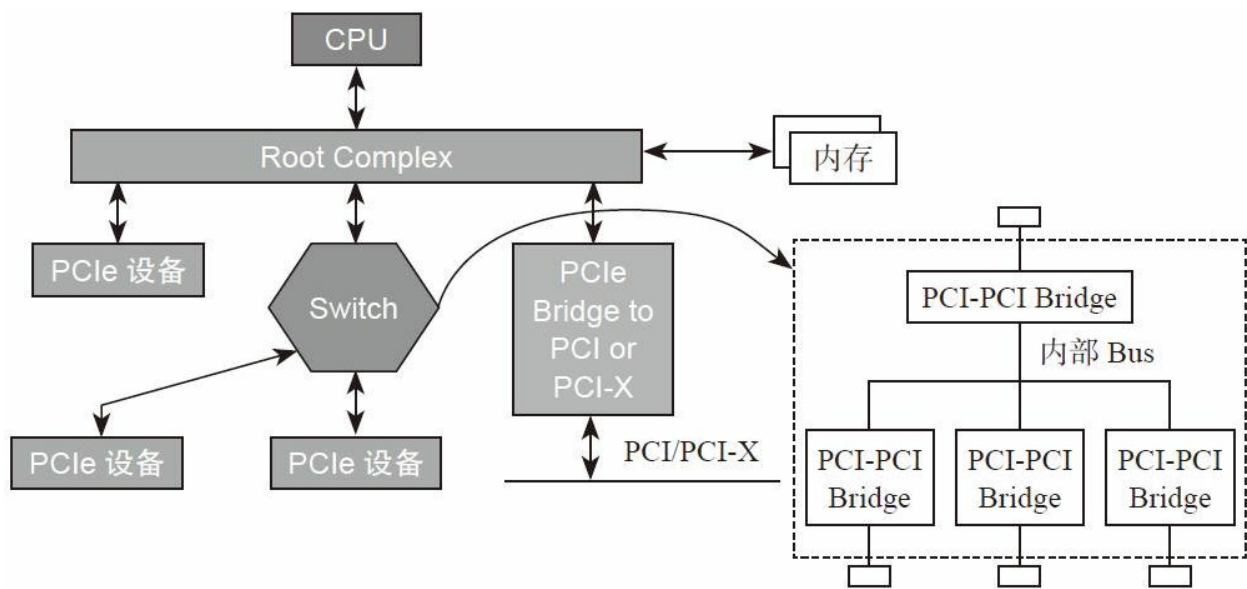 CPU
Root Complex
内存
PCIe 设备
Switch
PCIe
Bridge to
PCI or
PCI-X
PCI-PCI Bridge
内部 Bus
PCIe 设备
PCIe 设备
PCI/PCI-X
PCI-PCI
Bridge
PCI-PCI
Bridge
PCI-PCI
Bridge